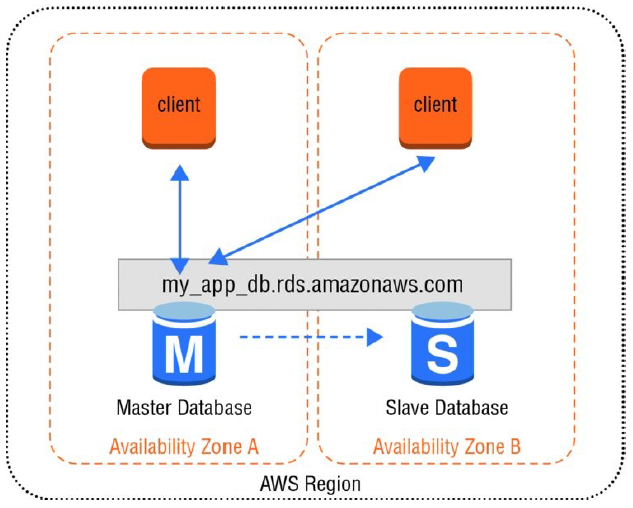 client
client
my_app_db.rds.amazonaws.com
M
S
Master Database
Slave Database
Availability Zone A
Availability Zone B
AWS Region